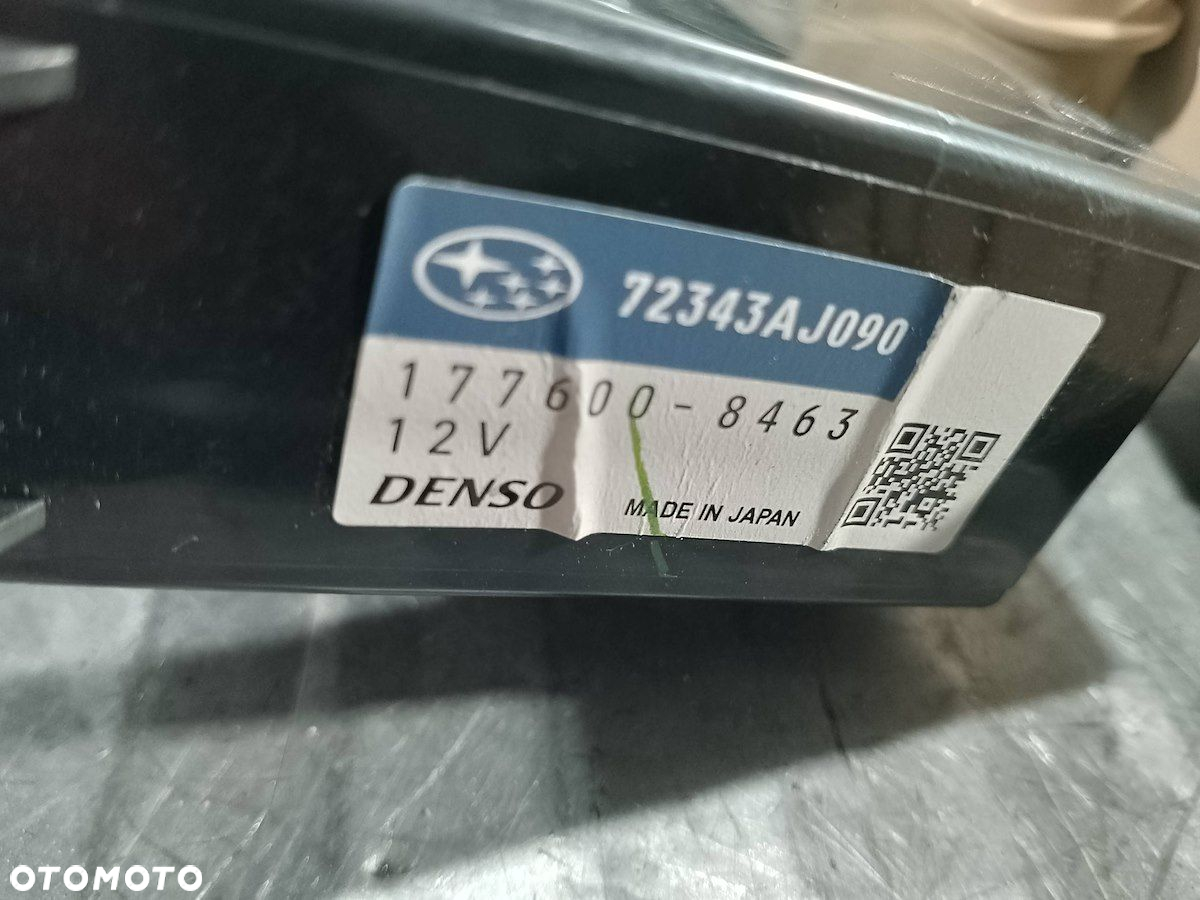 72343AJ090
177600-8463
12V
DENSO
MADE IN JAPAN
OTOMOTO